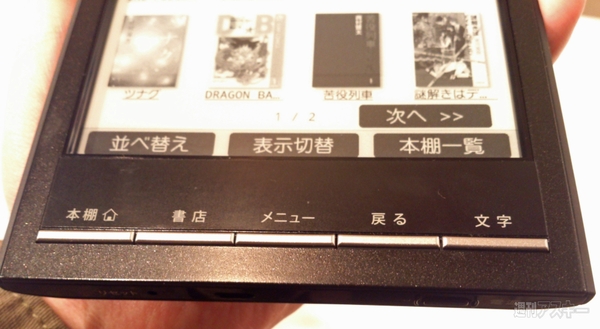 ツナグ DRAGON BA… 苦役列車 謎解きはデ…
1 / 2 次へ >>
並べ替え 表示切替 本棚一覧
本棚 書店 メニュー 戻る 文字
週刊アスキー